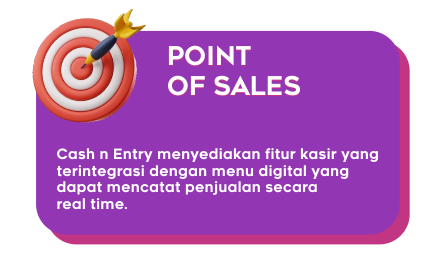 POINT
OF SALES
Cash n Entry menyediakan fitur kasir yang
terintegrasi dengan menu digital yang
dapat mencatat penjualan secara
real time.